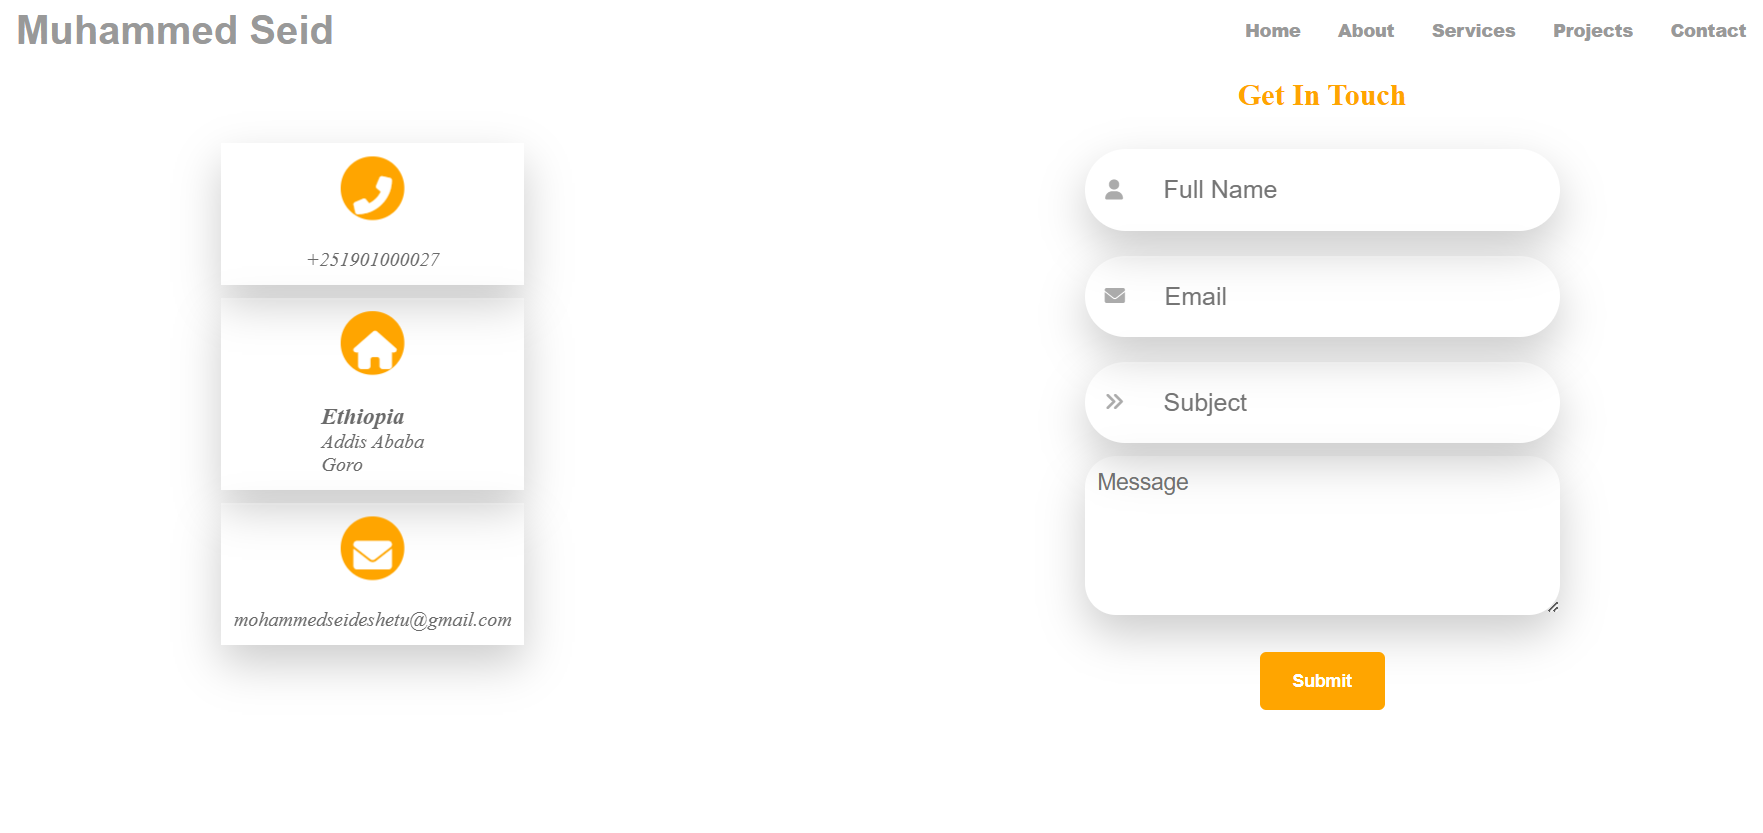 Muhammed Seid
Home About Services Projects Contact
+251901000027
Ethiopia
Addis Ababa
Goro
mohammedseideshetu@gmail.com
Get In Touch
Full Name
Email
Subject
Message
Submit